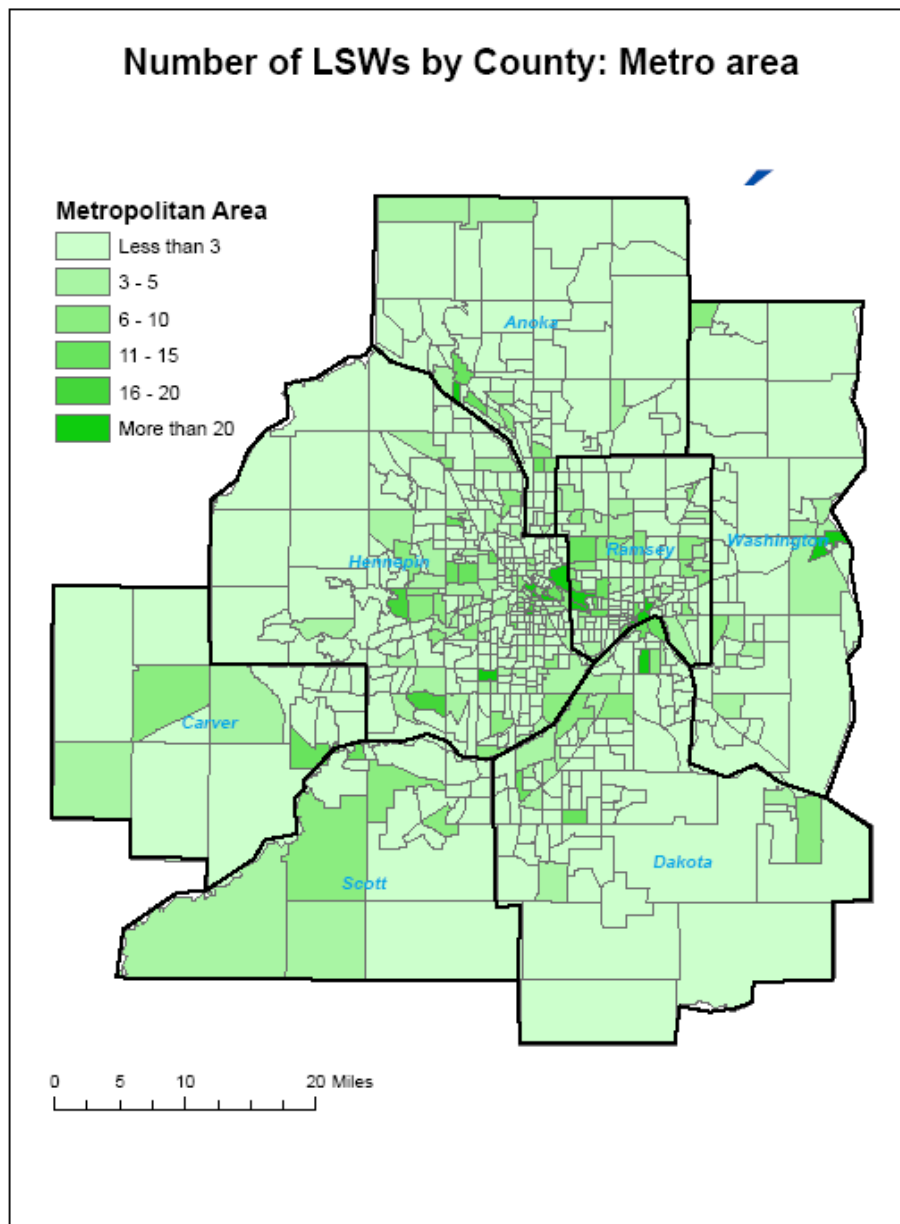 Number of LSWs by County: Metro area
Metropolitan Area
Less than 3
3 - 5
6 - 10
11 - 15
16 - 20
More than 20
Anoka
Hennepin
Ramsey
Washington
Carver
Scott
Dakota
0 5 10 20 Miles